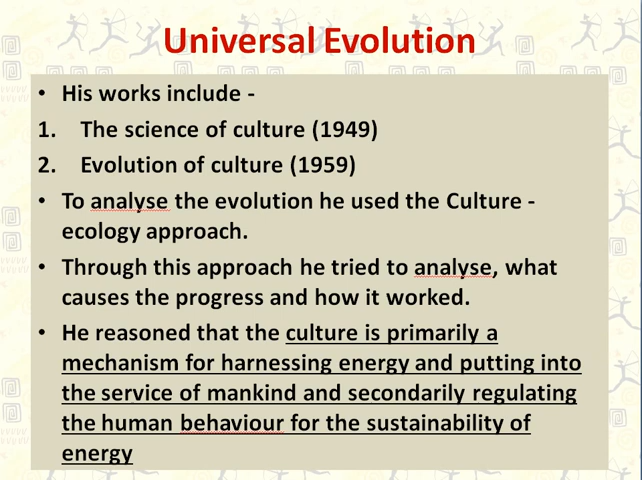 Universal Evolution
• His works include -
1. The science of culture (1949)
2. Evolution of culture (1959)
• To analyse the evolution he used the Culture -
ecology approach.
• Through this approach he tried to analyse, what
causes the progress and how it worked.
• He reasoned that the culture is primarily a
mechanism for harnessing energy and putting into
the service of mankind and secondarily regulating
the human behaviour for the sustainability of
energy